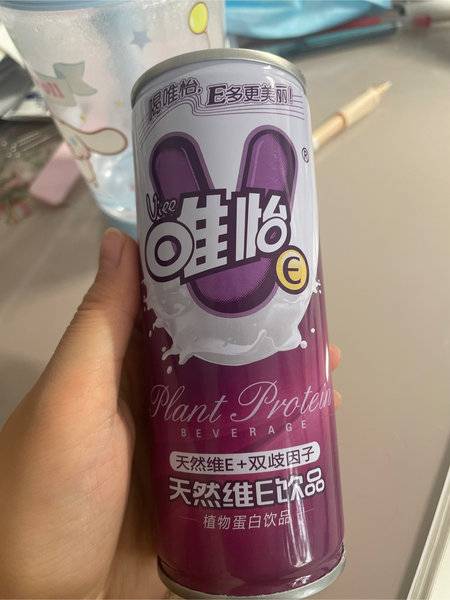 喝唯怡,E多更美丽!
®
Vee
唯怡
E
Plant Protein
BEVERAGE
天然维E+双歧因子
天然维E饮品
植物蛋白饮品